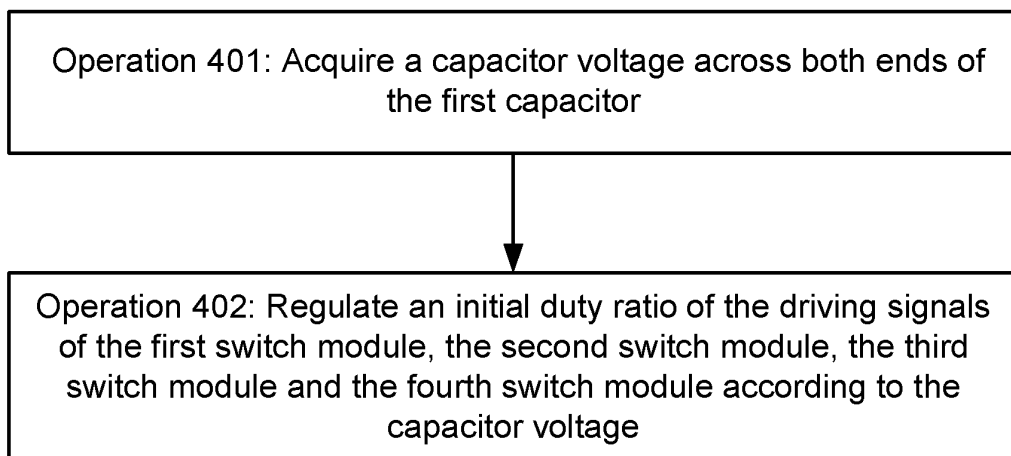 Operation 401: Acquire a capacitor voltage across both ends of
the first capacitor
Operation 402: Regulate an initial duty ratio of the driving signals
of the first switch module, the second switch module, the third
switch module and the fourth switch module according to the
capacitor voltage